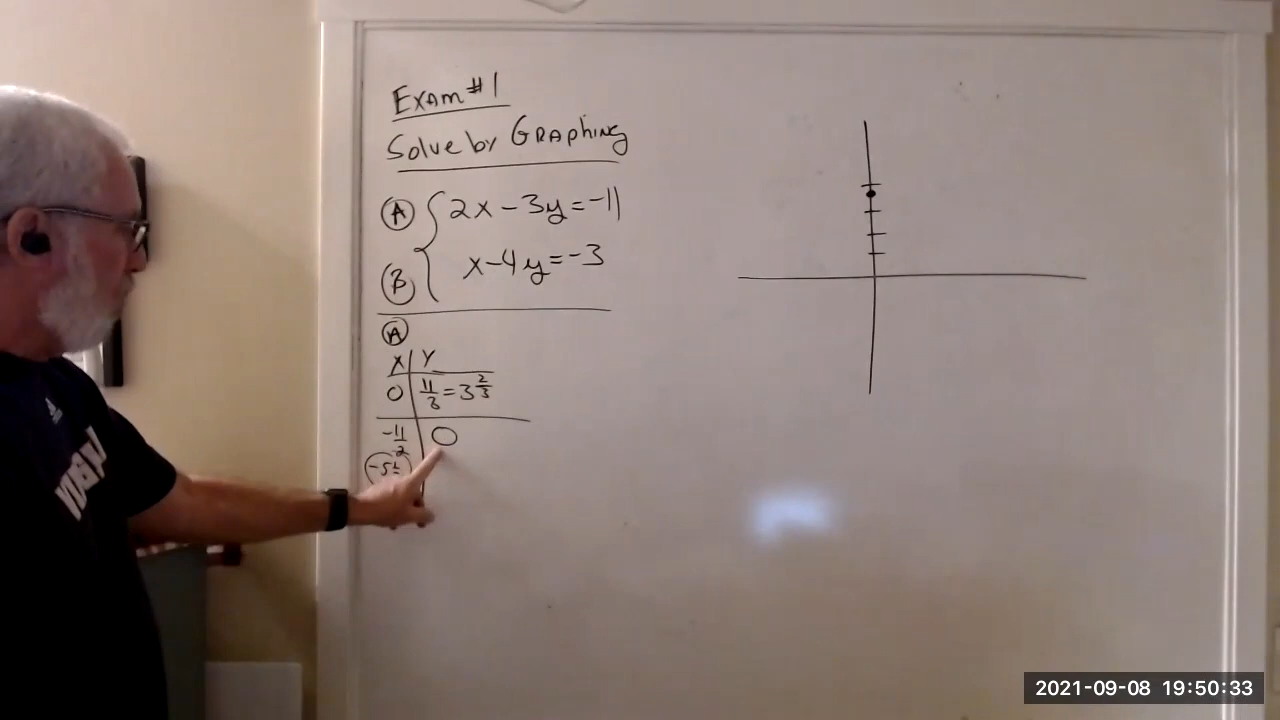 Exam #1
Solve by Graphing
A 2x - 3y = -11
B x - 4y = -3
A
X Y
0 11/3 = 3 2/3
-11/2 0
2021-09-08 19:50:33